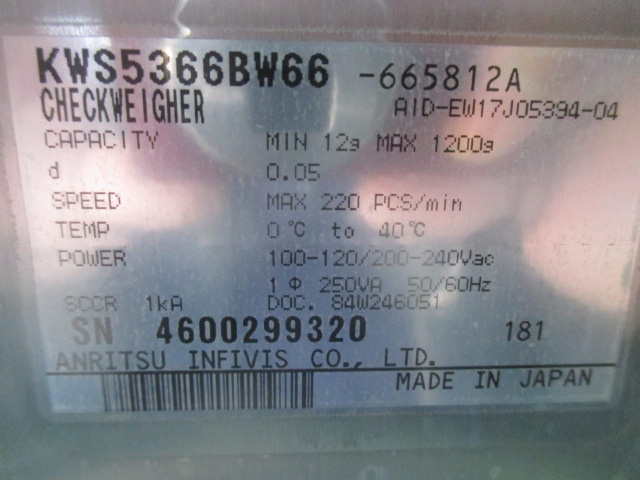 KWS5366BW66 -665812A
CHECKWEIGHER AID-EW17J05394-04
CAPACITY MIN 12g MAX 1200g
d 0.05
SPEED MAX 220 PCS/min
TEMP 0℃ to 40℃
POWER 100-120/200-240Vac
1 Φ 250VA 50/60Hz
SCCR 1kA DOC. 84W246051
SN 4600299320 181
ANRITSU INFIVIS CO., LTD.
MADE IN JAPAN